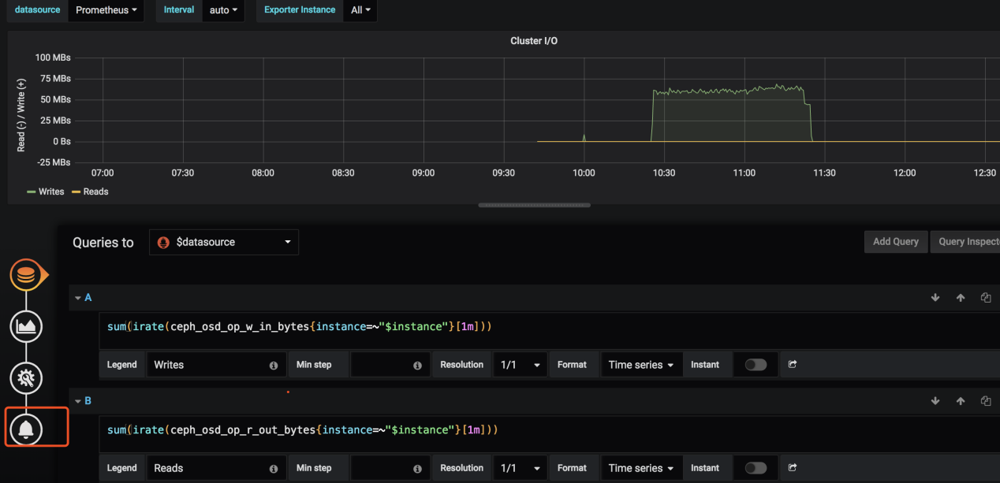 datasource Prometheus Interval auto Exporter Instance All
Cluster I/O
Read (-) / Write (+)
100 MBs
75 MBs
50 MBs
25 MBs
0 Bs
-25 MBs
07:00 07:30 08:00 08:30 09:00 09:30 10:00 10:30 11:00 11:30 12:00 12:30
Writes Reads
Queries to $datasource Add Query Query Inspect
A
sum(irate(ceph_osd_op_w_in_bytes{instance=~"$instance"}[1m]))
Legend Writes Min step Resolution 1/1 Format Time series Instant
B
sum(irate(ceph_osd_op_r_out_bytes{instance=~"$instance"}[1m]))
Legend Reads Min step Resolution 1/1 Format Time series Instant